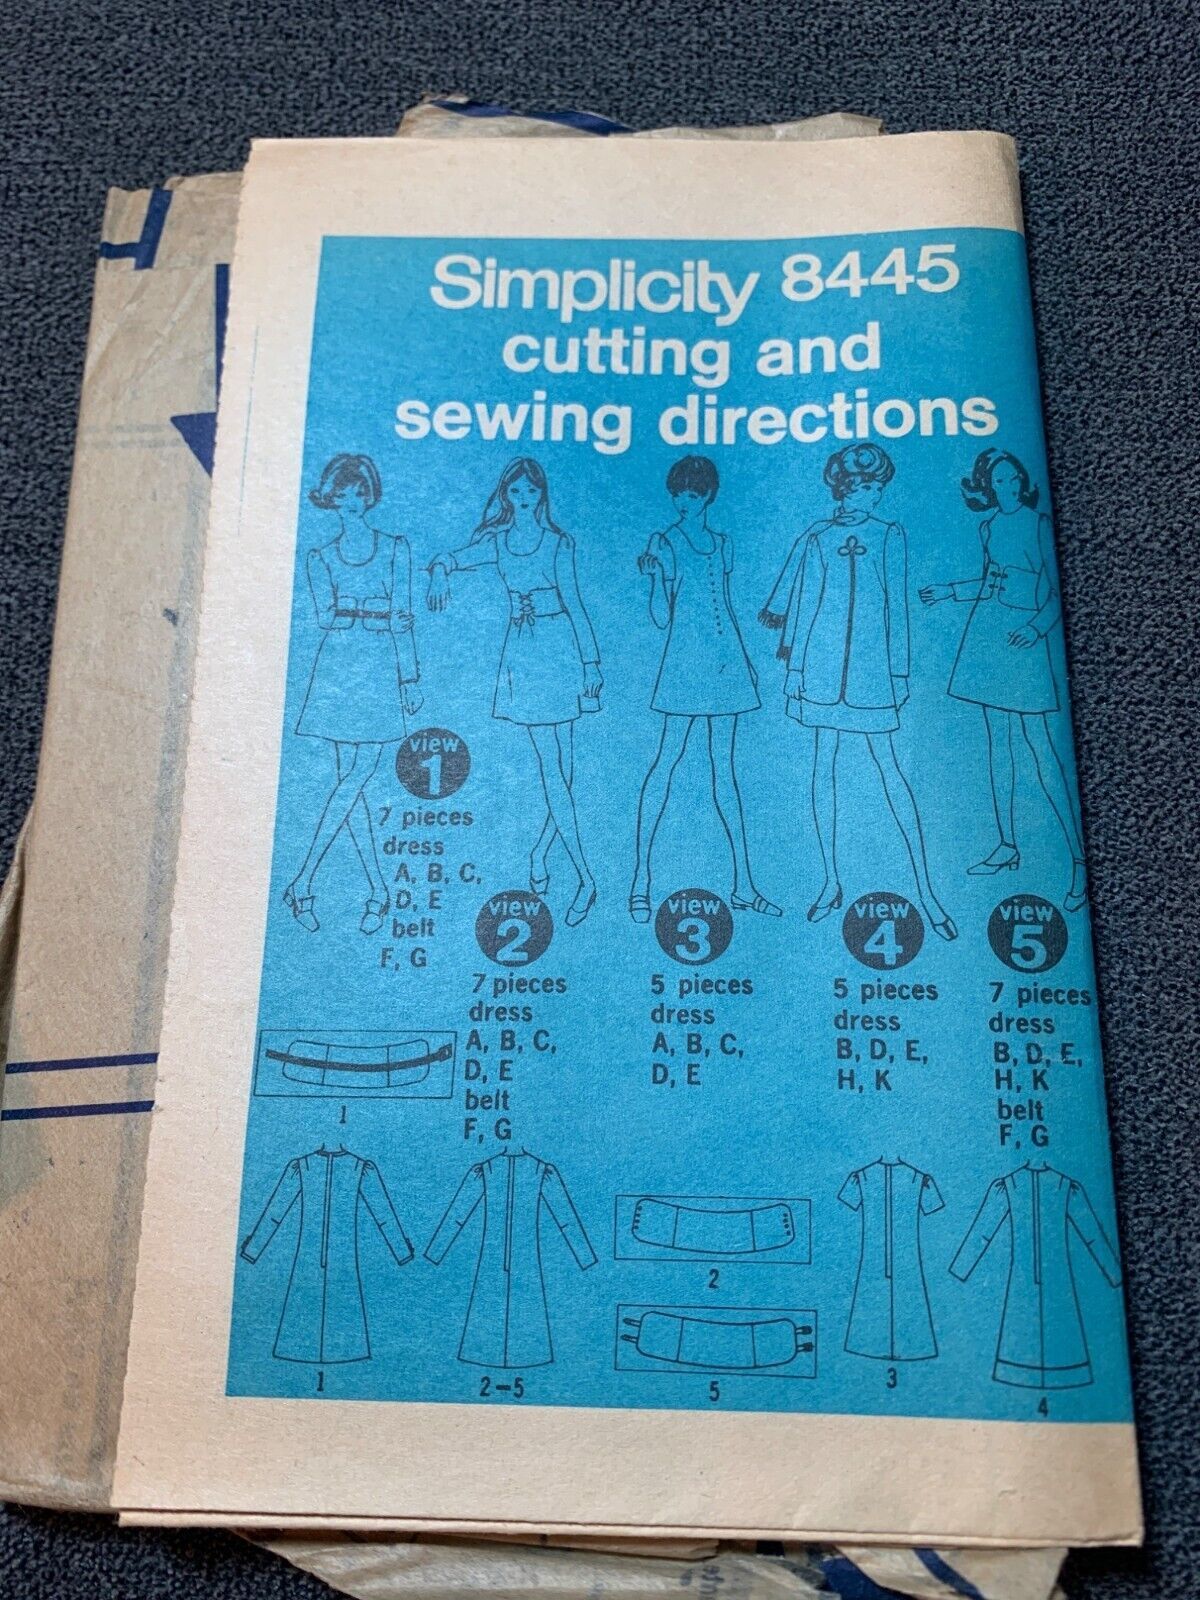 Simplicity 8445
cutting and
sewing directions
view
1
7 pieces
dress
A, B, C,
D, E
belt
F, G
view
2
7 pieces
dress
A, B, C,
D, E
belt
F, G
view
3
5 pieces
dress
A, B, C,
D, E
view
4
5 pieces
dress
B, D, E,
H, K
view
5
7 pieces
dress
B, D, E,
H, K
belt
F, G
1
2
5
1
2–5
3
4